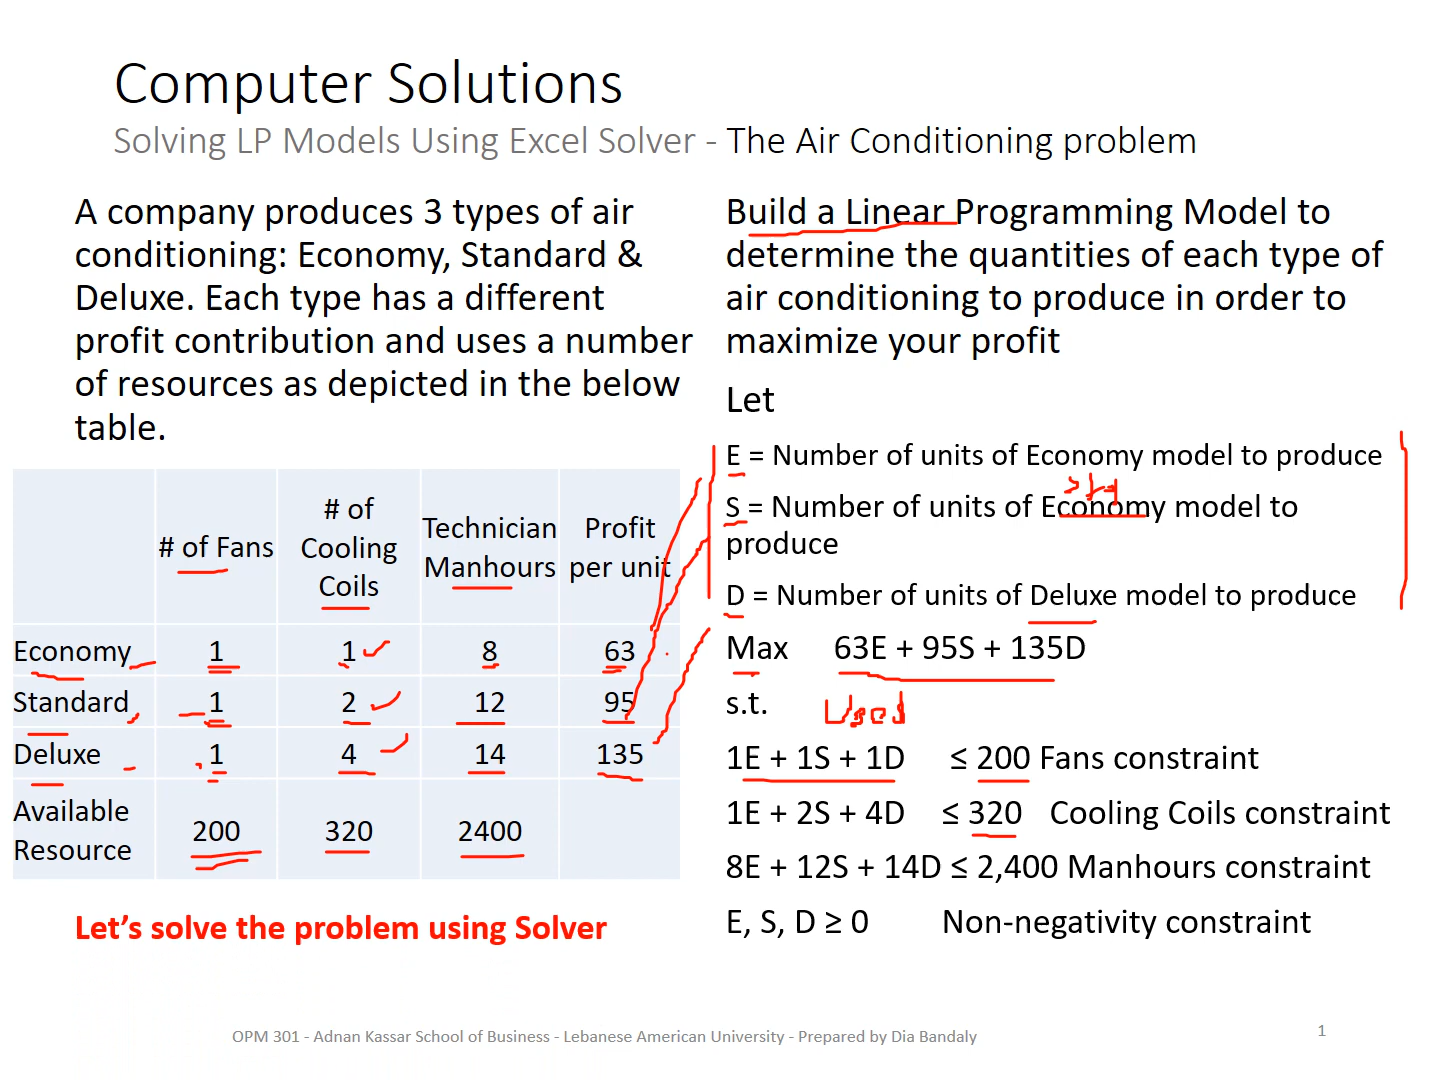 Computer Solutions
Solving LP Models Using Excel Solver - The Air Conditioning problem
A company produces 3 types of air
conditioning: Economy, Standard &
Deluxe. Each type has a different
profit contribution and uses a number
of resources as depicted in the below
table.
# of Fans
# of
Cooling
Coils
Technician
Manhours
Profit
per unit
Economy 1 1 8 63
Standard 1 2 12 95
Deluxe 1 4 14 135
Available
Resource
200 320 2400
Let's solve the problem using Solver
Build a Linear Programming Model to
determine the quantities of each type of
air conditioning to produce in order to
maximize your profit
Let
E = Number of units of Economy model to produce
S = Number of units of Economy model to
produce
D = Number of units of Deluxe model to produce
Max 63E + 95S + 135D
s.t. Used
1E + 1S + 1D ≤ 200 Fans constraint
1E + 2S + 4D ≤ 320 Cooling Coils constraint
8E + 12S + 14D ≤ 2,400 Manhours constraint
E, S, D ≥ 0 Non-negativity constraint
OPM 301 - Adnan Kassar School of Business - Lebanese American University - Prepared by Dia Bandaly
1